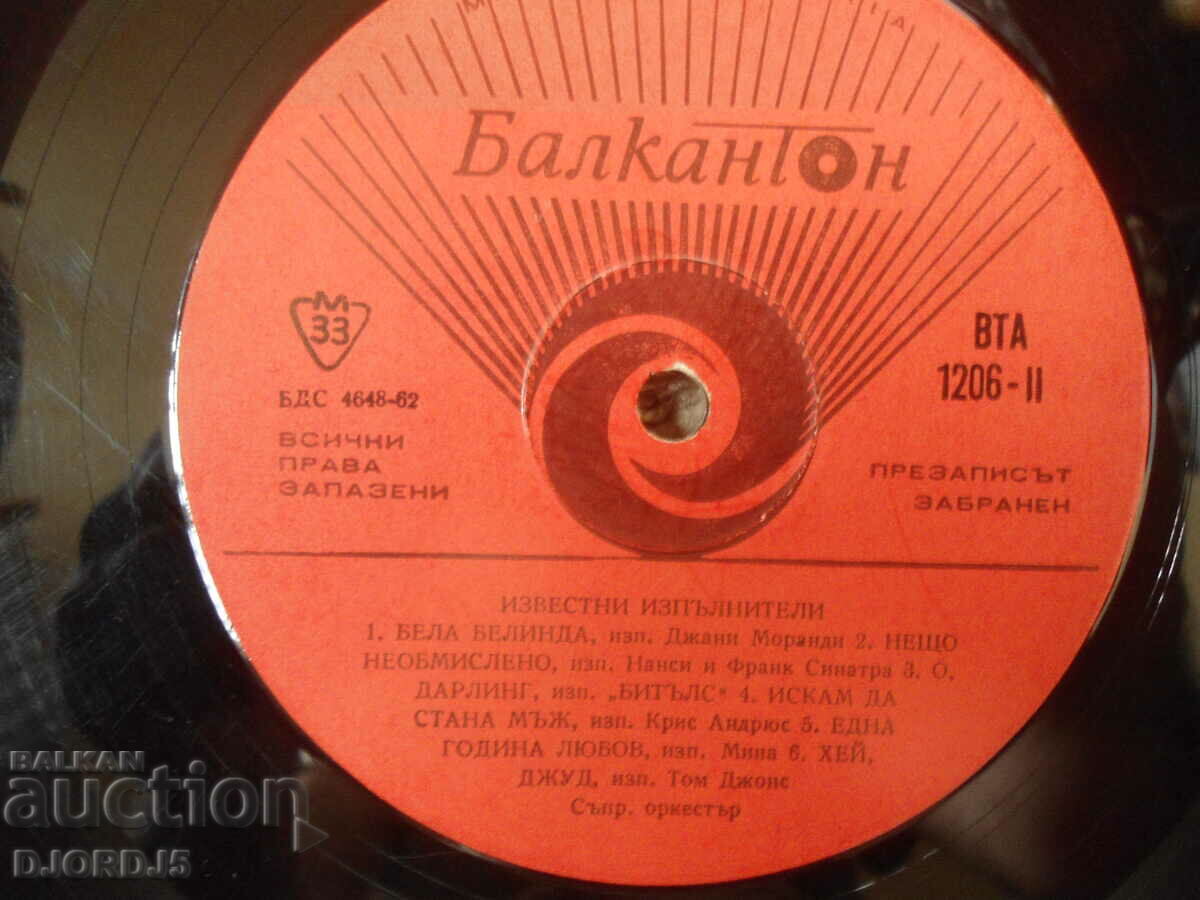 Балкантон
М
33
БДС 4648-62
ВСИЧКИ
ПРАВА
ЗАПАЗЕНИ
ВТА
1206-II
ПРЕЗАПИСЪТ
ЗАБРАНЕН
ИЗВЕСТНИ ИЗПЪЛНИТЕЛИ
1. БЕЛА БЕЛИНДА, изп. Джани Моранди 2. НЕЩО
НЕОБМИСЛЕНО, изп. Нанси и Франк Синатра 3. О,
ДАРЛИНГ, изп. „БИТЪЛС“ 4. ИСКАМ ДА
СТАНА МЪЖ, изп. Крис Андрюс 5. ЕДНА
ГОДИНА ЛЮБОВ, изп. Мина 6. ХЕЙ,
ДЖУД, изп. Том Джонс
Съпр. оркестър
BALKAN
auction
DJORDJ5